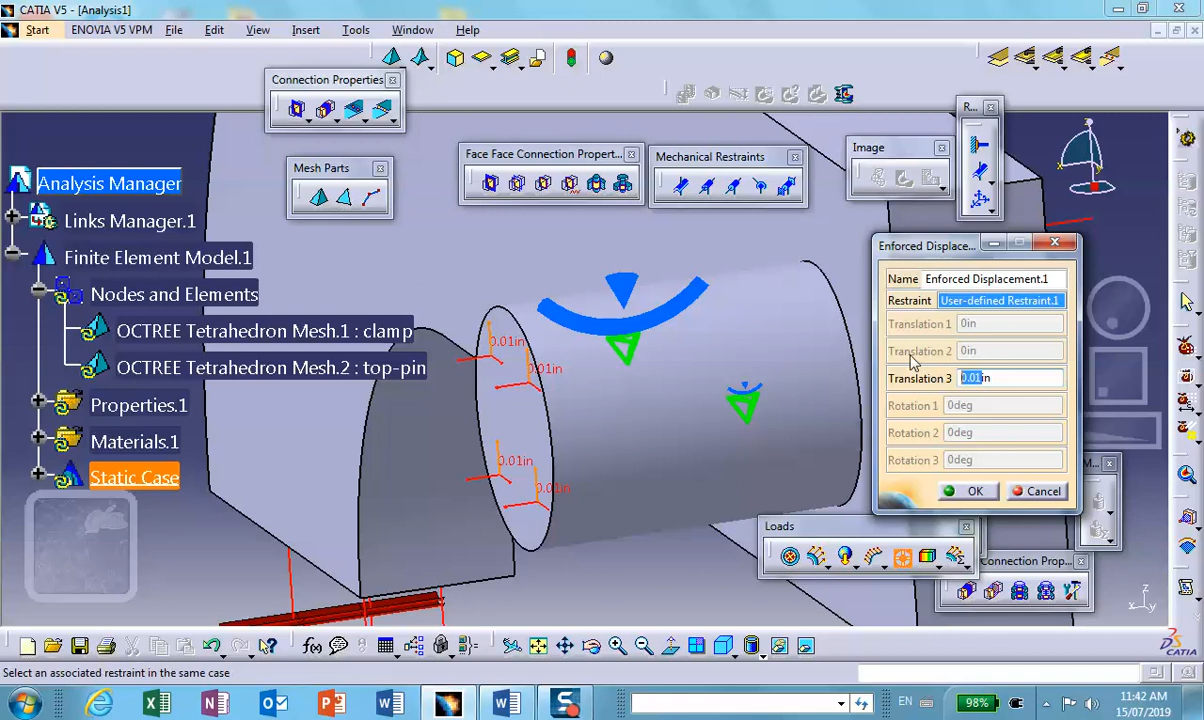 CATIA V5 - [Analysis1]
Start ENOVIA V5 VPM File Edit View Insert Tools Window Help
Connection Properties
R...
Mesh Parts
Face Face Connection Propert...
Mechanical Restraints
Image
Analysis Manager
Links Manager.1
Finite Element Model.1
Nodes and Elements
OCTREE Tetrahedron Mesh.1 : clamp
OCTREE Tetrahedron Mesh.2 : top-pin
Properties.1
Materials.1
Static Case
0.01in
0.01in
0.01in
0.01in
Enforced Displace...
Name Enforced Displacement.1
Restraint User-defined Restraint.1
Translation 1 0in
Translation 2 0in
Translation 3 0.01in
Rotation 1 0deg
Rotation 2 0deg
Rotation 3 0deg
OK Cancel
M...
Loads
Connection Prop...
z
x
y
f(x)
CATIA
Select an associated restraint in the same case
EN 98% 11:42 AM
15/07/2019